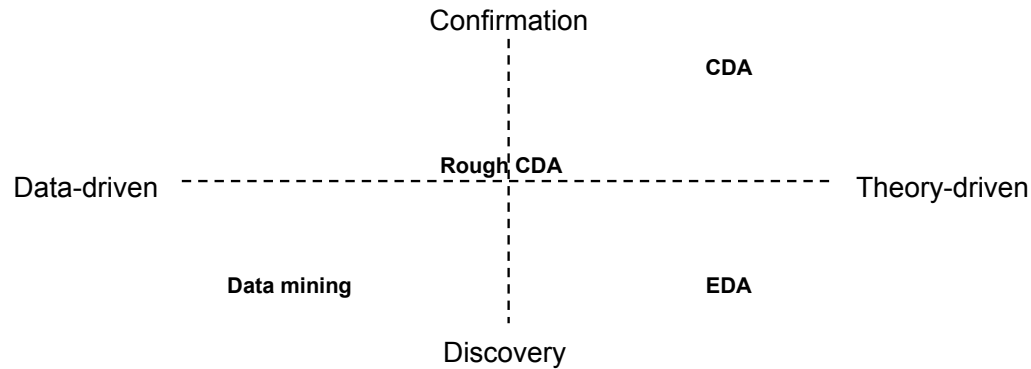 Confirmation
CDA
Rough CDA
Data-driven
Theory-driven
Data mining
EDA
Discovery